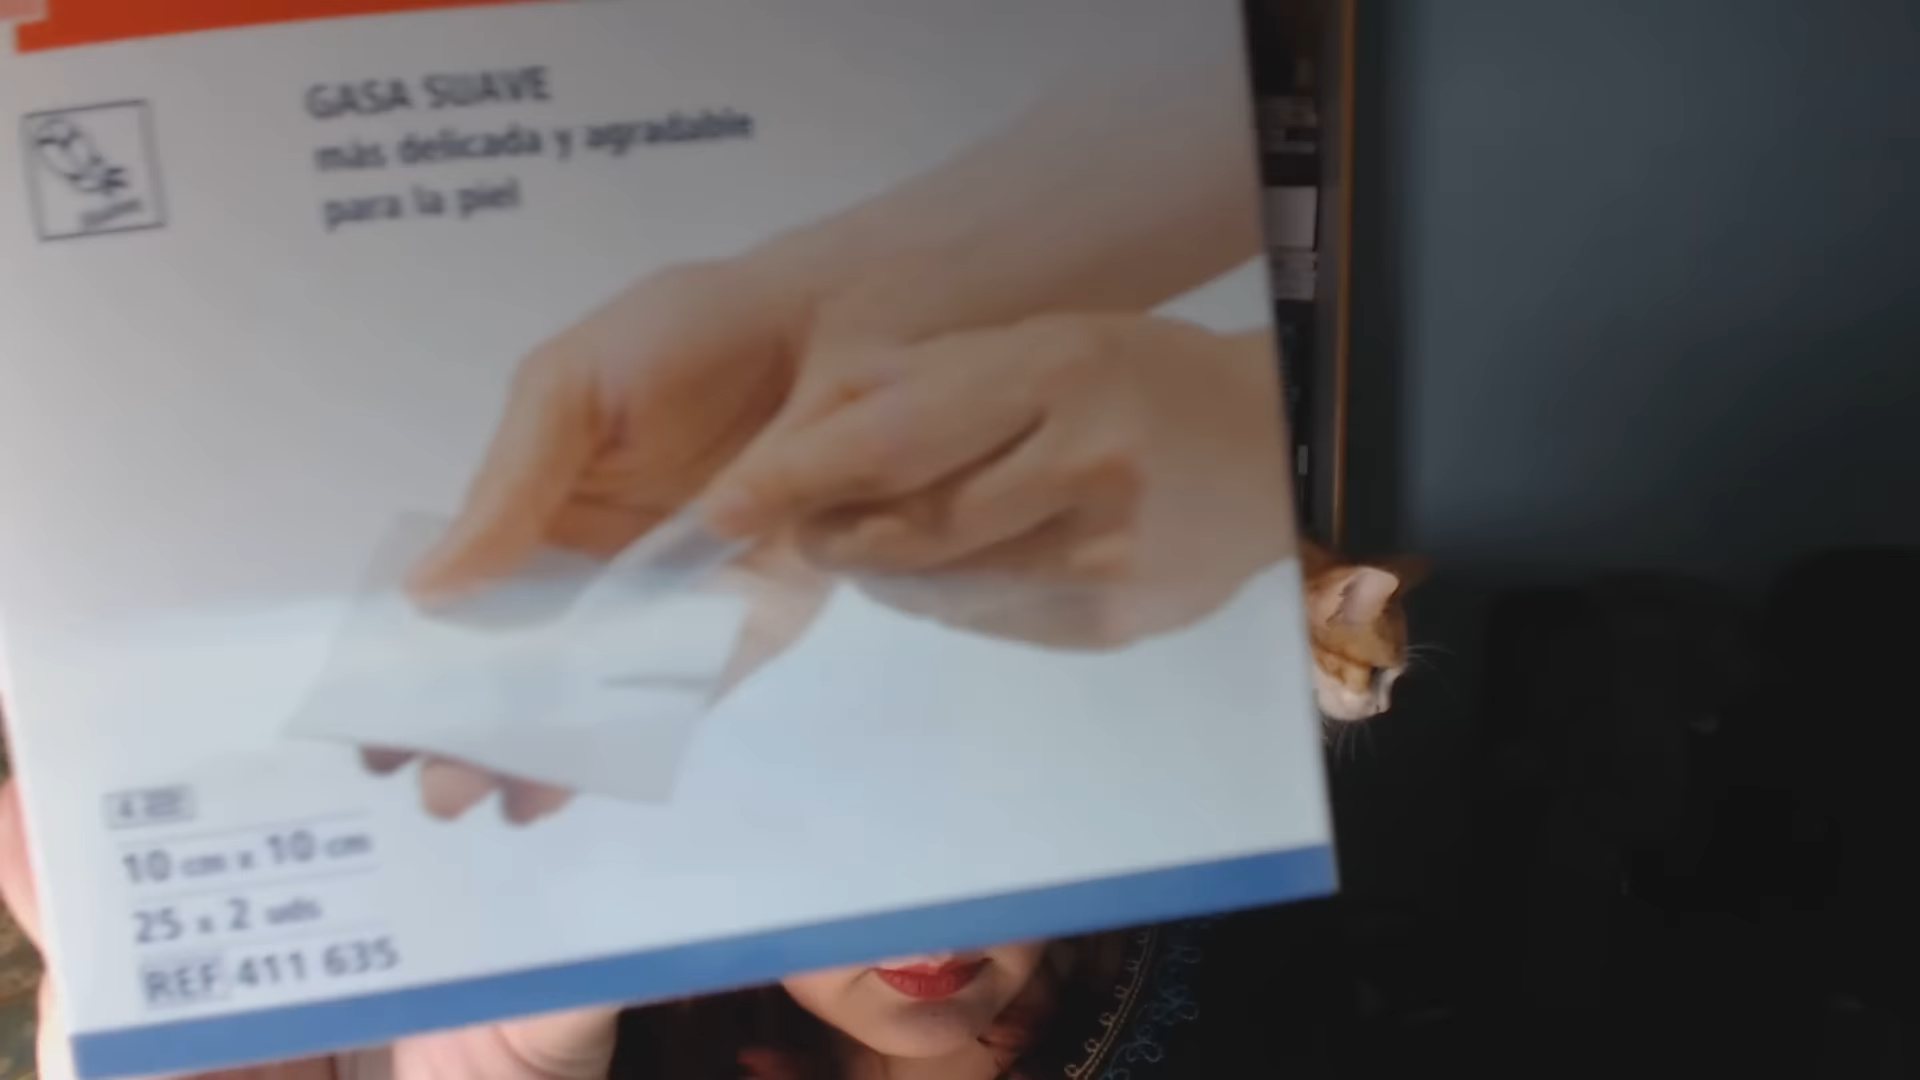 GASA SUAVE
más delicada y agradable
para la piel
10 cm x 10 cm
25 x 2 uds
REF 411 635